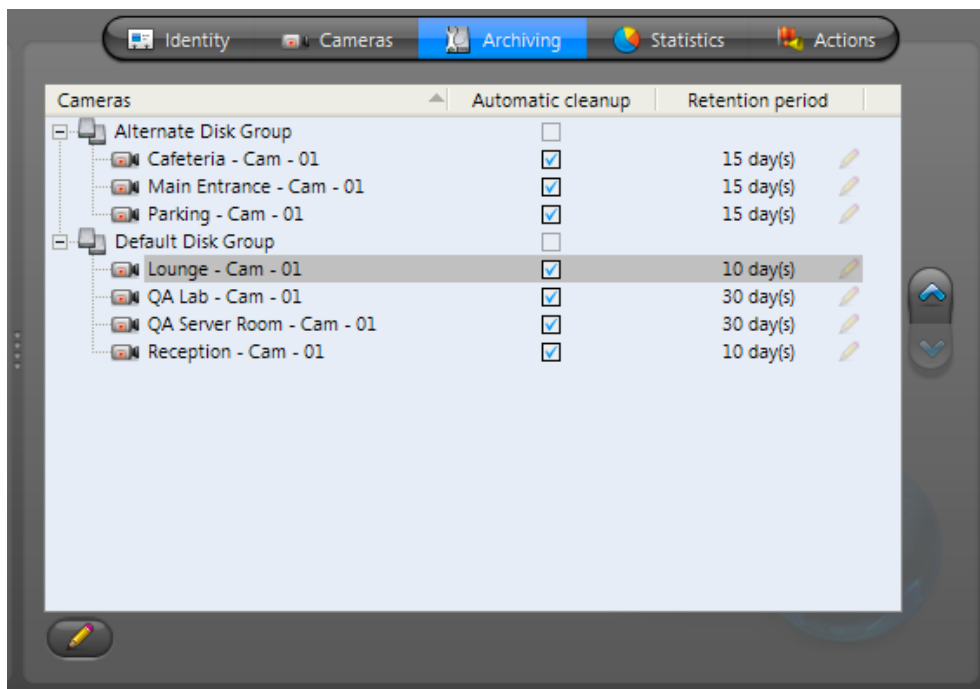 Identity Cameras Archiving Statistics Actions
Cameras Automatic cleanup Retention period
Alternate Disk Group
Cafeteria - Cam - 01 15 day(s)
Main Entrance - Cam - 01 15 day(s)
Parking - Cam - 01 15 day(s)
Default Disk Group
Lounge - Cam - 01 10 day(s)
QA Lab - Cam - 01 30 day(s)
QA Server Room - Cam - 01 30 day(s)
Reception - Cam - 01 10 day(s)